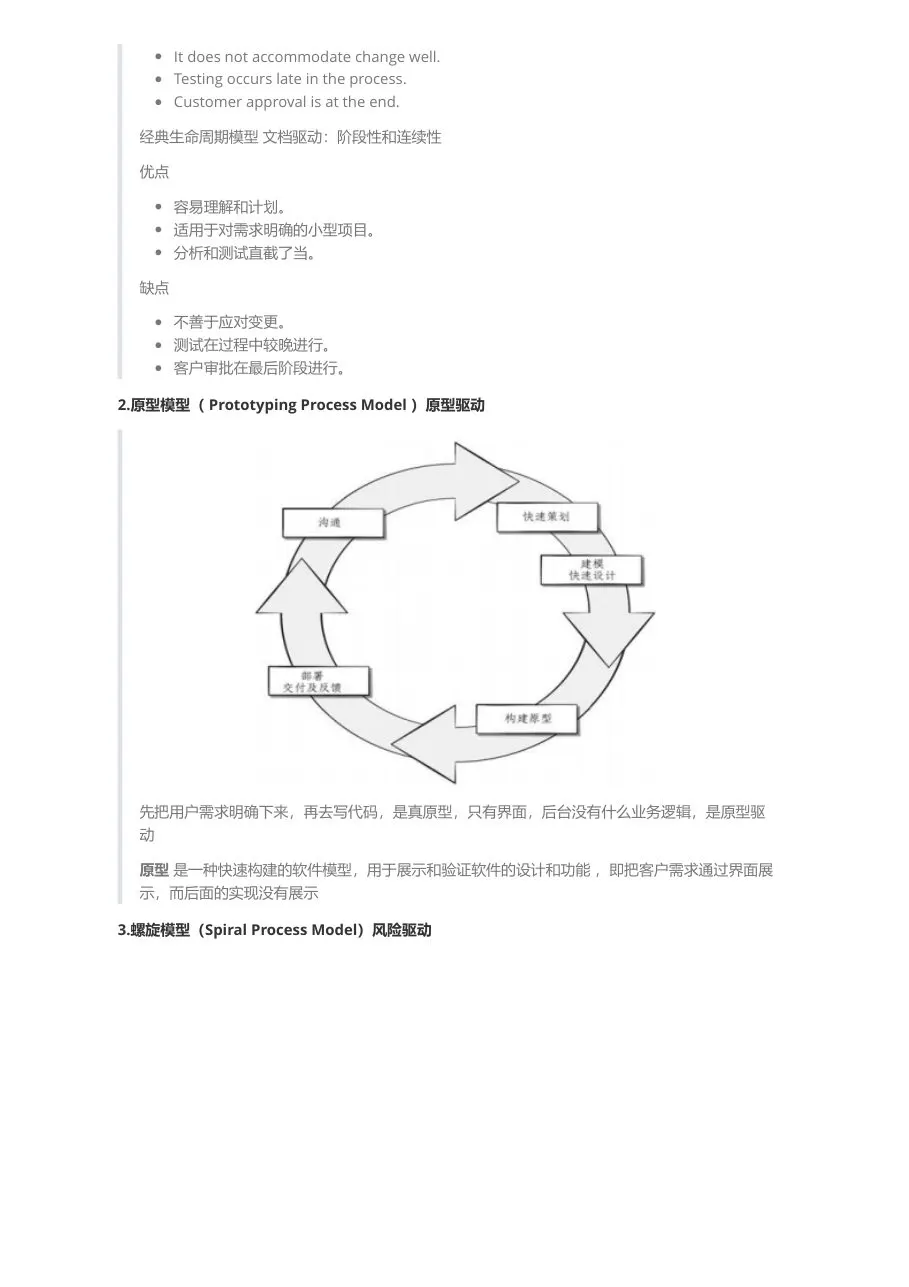 It does not accommodate change well.
Testing occurs late in the process.
Customer approval is at the end.
经典生命周期模型 文档驱动：阶段性和连续性
优点
容易理解和计划。
适用于对需求明确的小型项目。
分析和测试直截了当。
缺点
不善于应对变更。
测试在过程中较晚进行。
客户审批在最后阶段进行。
2.原型模型（ Prototyping Process Model ）原型驱动
沟通
快速策划
建模
快速设计
部署
交付及反馈
构建原型
先把用户需求明确下来，再去写代码，是真原型，只有界面，后台没有什么业务逻辑，是原型驱
动
原型 是一种快速构建的软件模型，用于展示和验证软件的设计和功能 ，即把客户需求通过界面展
示，而后面的实现没有展示
3.螺旋模型（Spiral Process Model）风险驱动